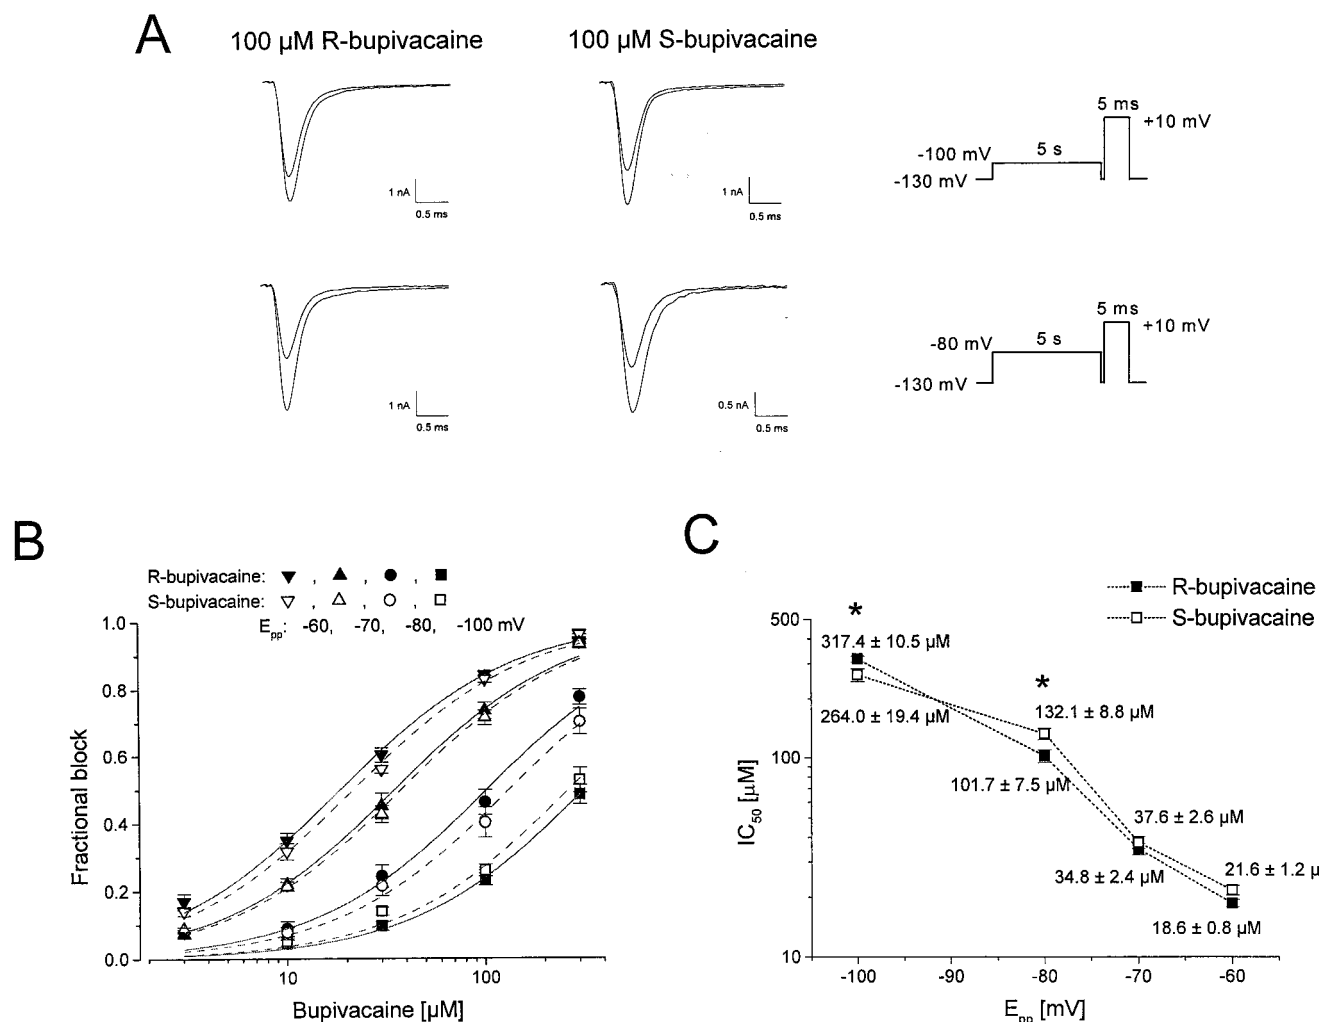 A
100 µM R-bupivacaine
100 µM S-bupivacaine
1 nA
0.5 ms
1 nA
0.5 ms
5 ms
+10 mV
-100 mV
5 s
-130 mV
1 nA
0.5 ms
0.5 nA
0.5 ms
5 ms
+10 mV
-80 mV
5 s
-130 mV
B
R-bupivacaine: , , ,
S-bupivacaine: , , ,
Epp: -60, -70, -80, -100 mV
1.0
0.8
0.6
0.4
0.2
0.0
Fractional block
10
100
Bupivacaine [µM]
C
R-bupivacaine
S-bupivacaine
*
*
500
100
10
IC50 [µM]
317.4 ± 10.5 µM
264.0 ± 19.4 µM
132.1 ± 8.8 µM
101.7 ± 7.5 µM
37.6 ± 2.6 µM
34.8 ± 2.4 µM
21.6 ± 1.2 µ
18.6 ± 0.8 µM
-100
-90
-80
-70
-60
Epp [mV]